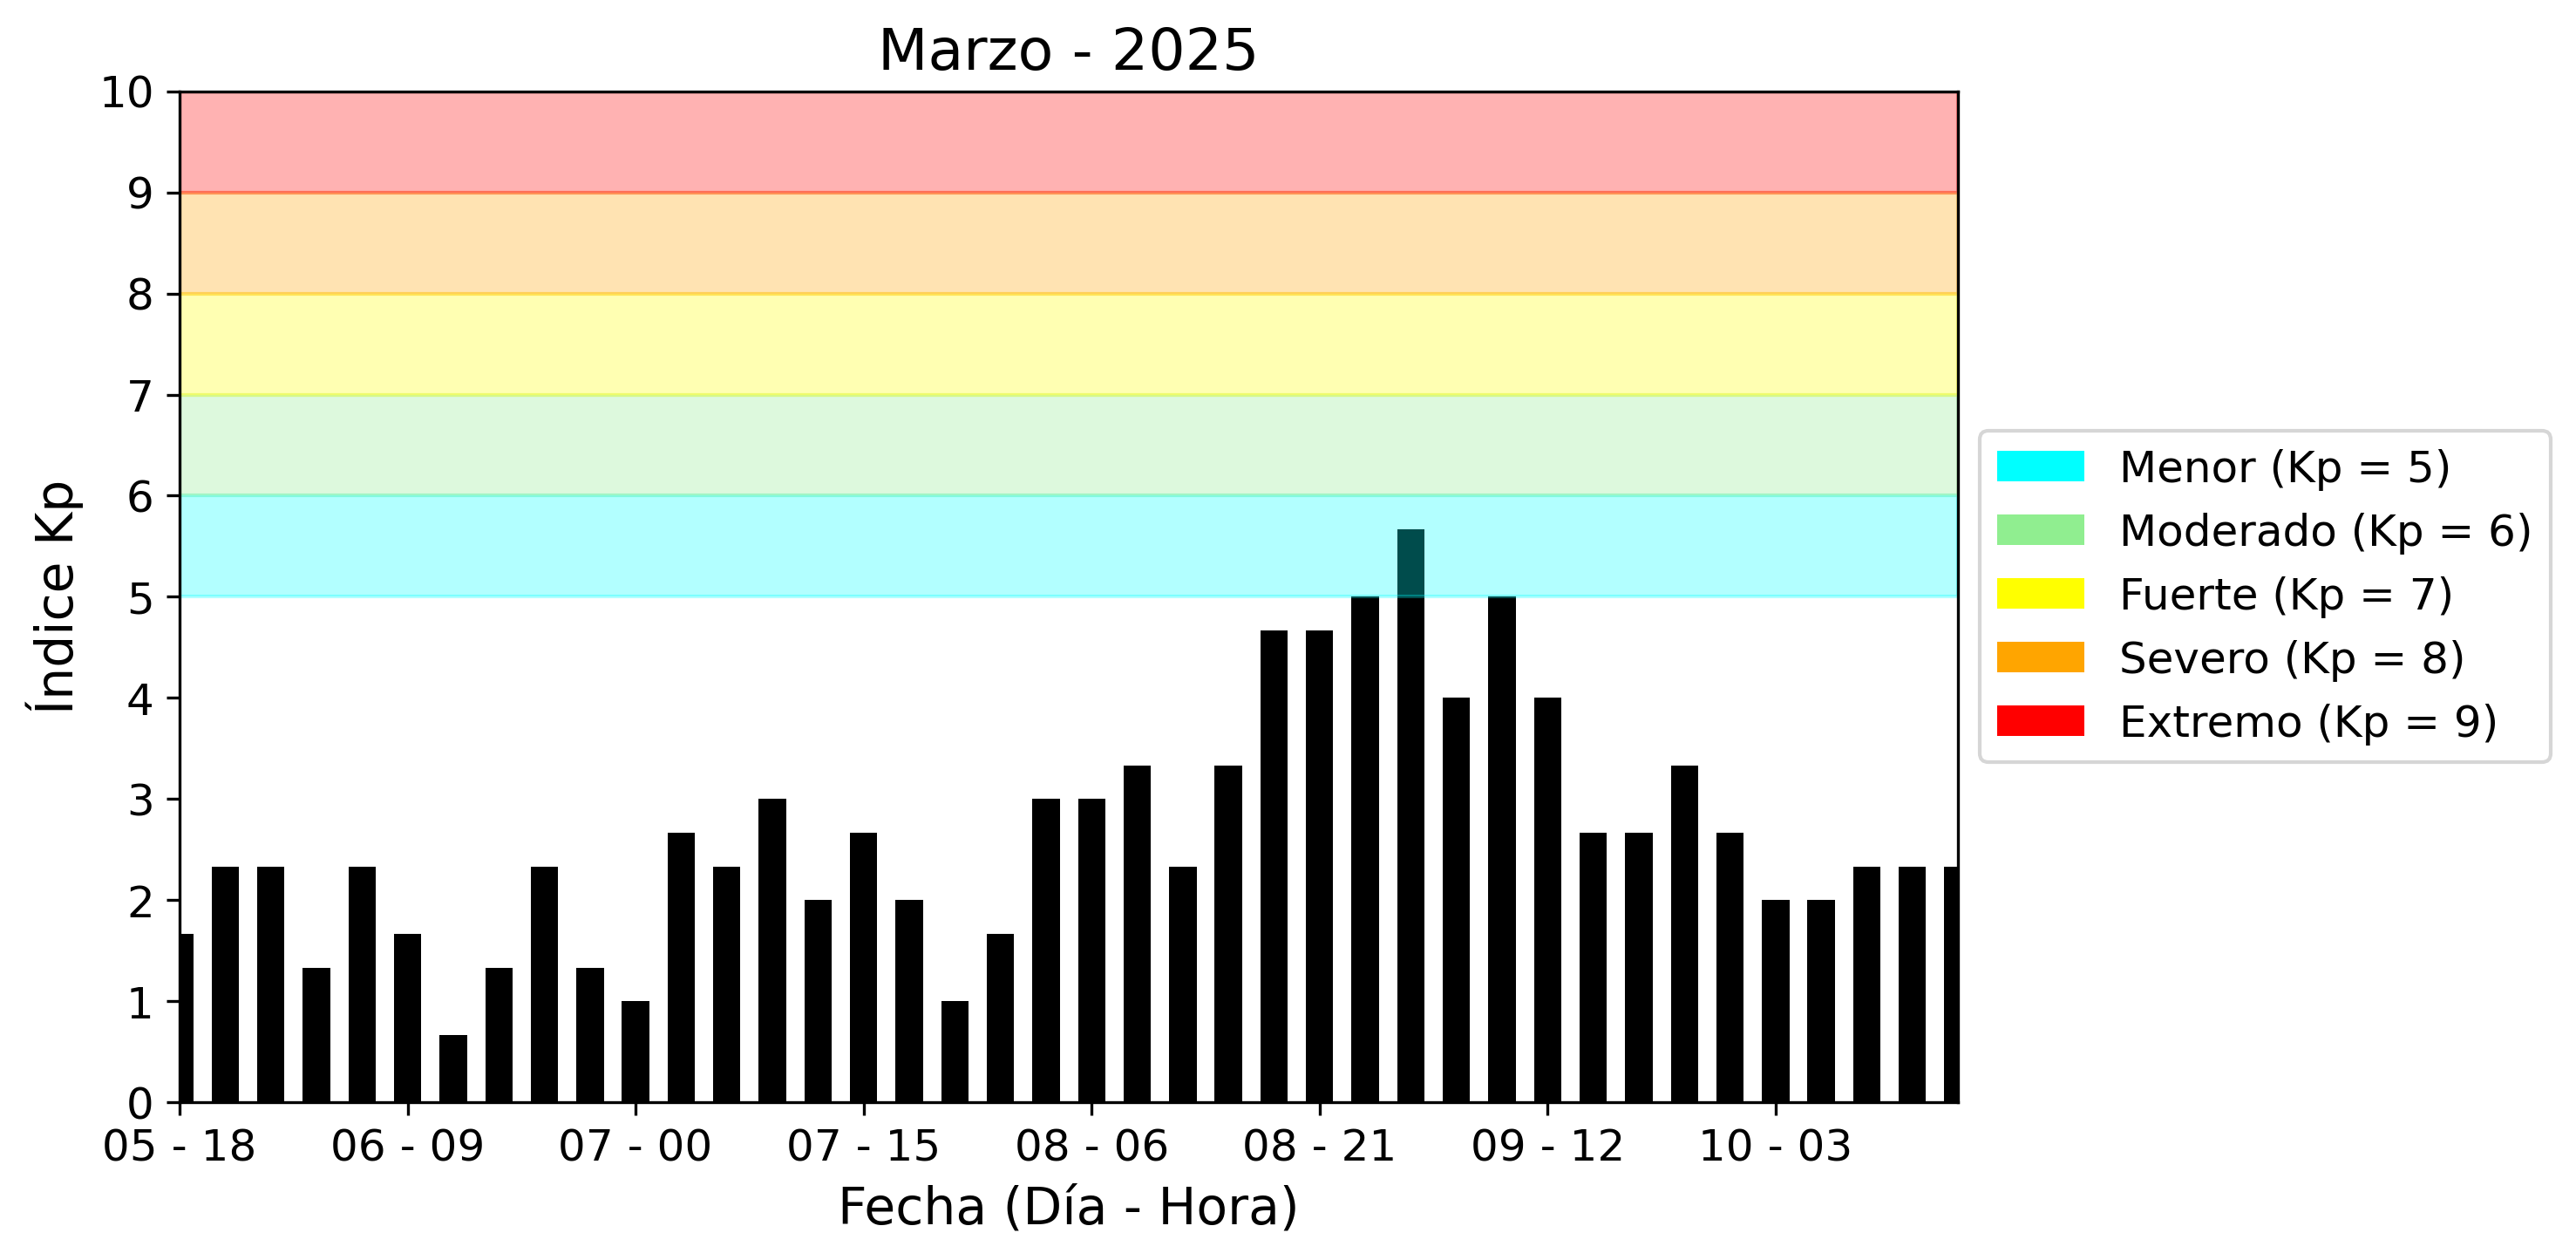 Marzo - 2025
10
9
8
7
6
5
4
3
2
1
0
Índice Kp
05 - 18
06 - 09
07 - 00
07 - 15
08 - 06
08 - 21
09 - 12
10 - 03
Fecha (Día - Hora)
Menor (Kp = 5)
Moderado (Kp = 6)
Fuerte (Kp = 7)
Severo (Kp = 8)
Extremo (Kp = 9)